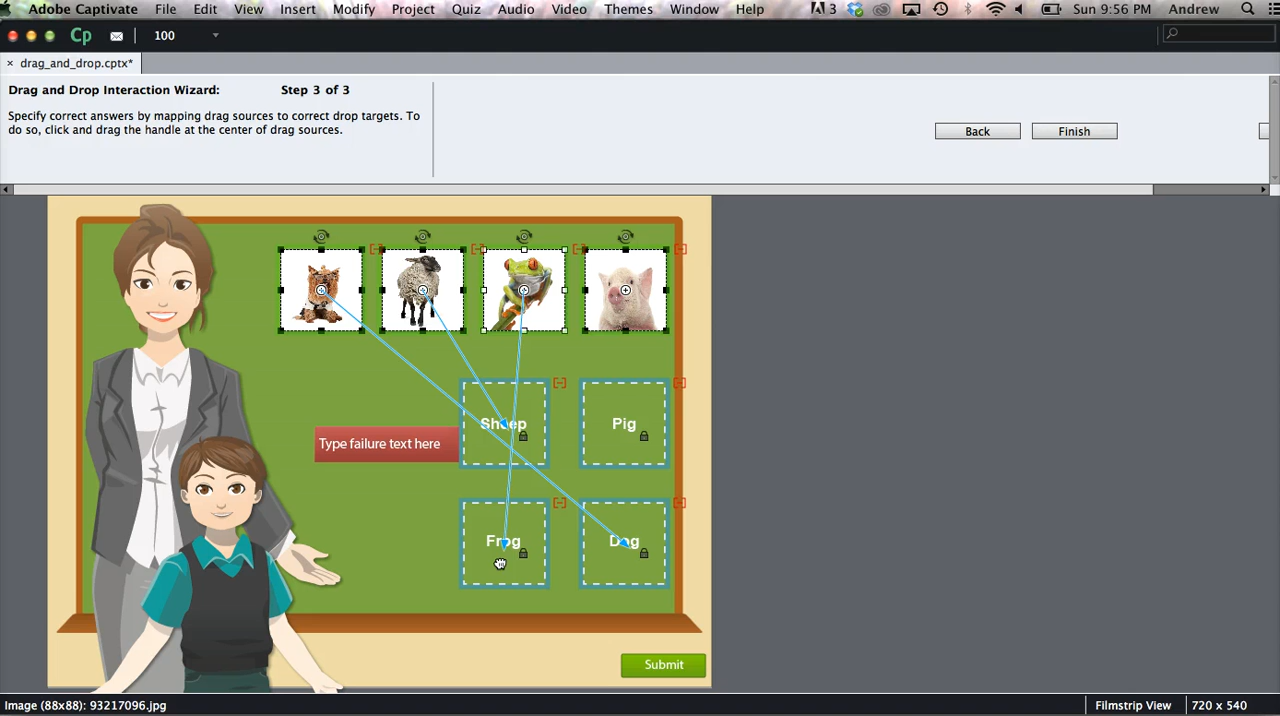 Adobe Captivate File Edit View Insert Modify Project Quiz Audio Video Themes Window Help 3 Sun 9:56 PM Andrew
Cp 100
× drag_and_drop.cptx*
Drag and Drop Interaction Wizard: Step 3 of 3
Specify correct answers by mapping drag sources to correct drop targets. To
do so, click and drag the handle at the center of drag sources.
Back Finish
Sheep Pig
Type failure text here
Frog Dog
Submit
Image (88x88): 93217096.jpg Filmstrip View 720 x 540